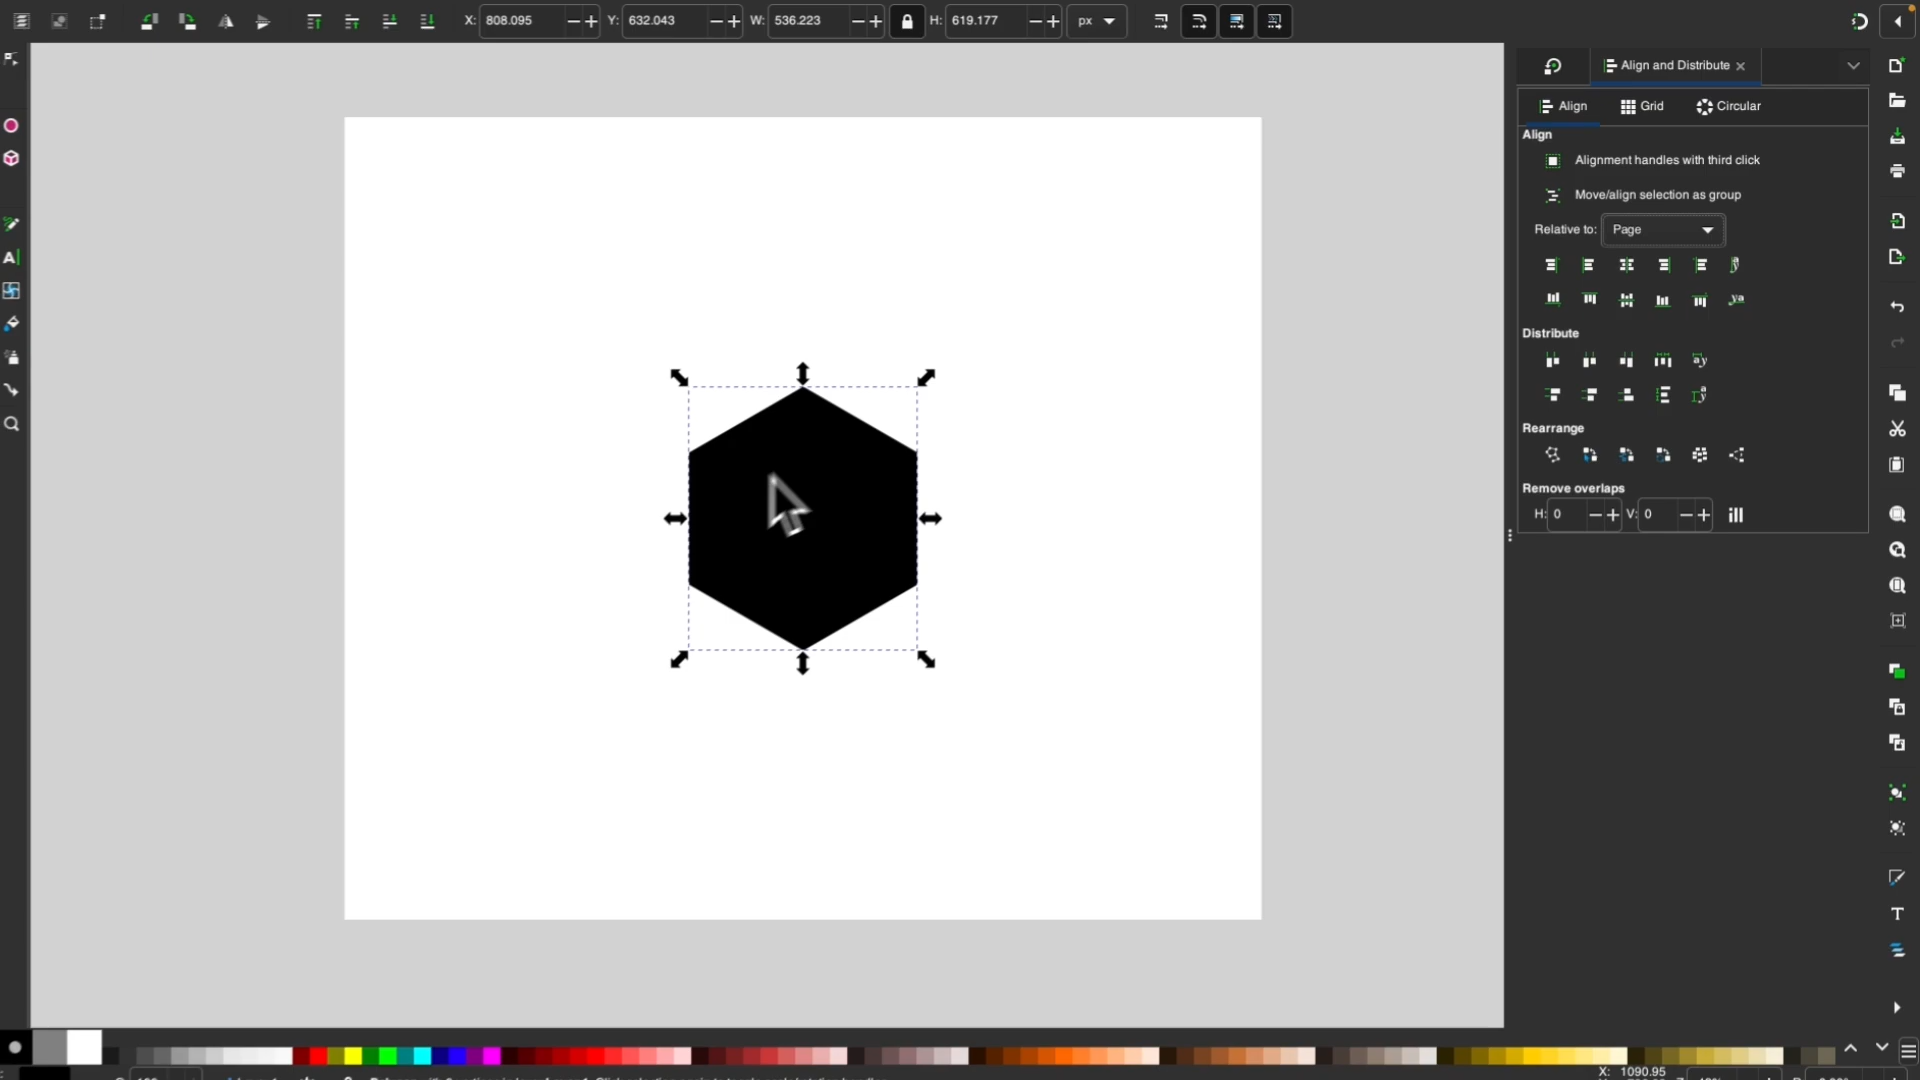 X: 808.095 Y: 632.043 W: 536.223 H: 619.177 px
Align and Distribute
Align Grid Circular
Align
Alignment handles with third click
Move/align selection as group
Relative to: Page
Distribute
Rearrange
Remove overlaps
H: 0 V: 0
X: 1090.95